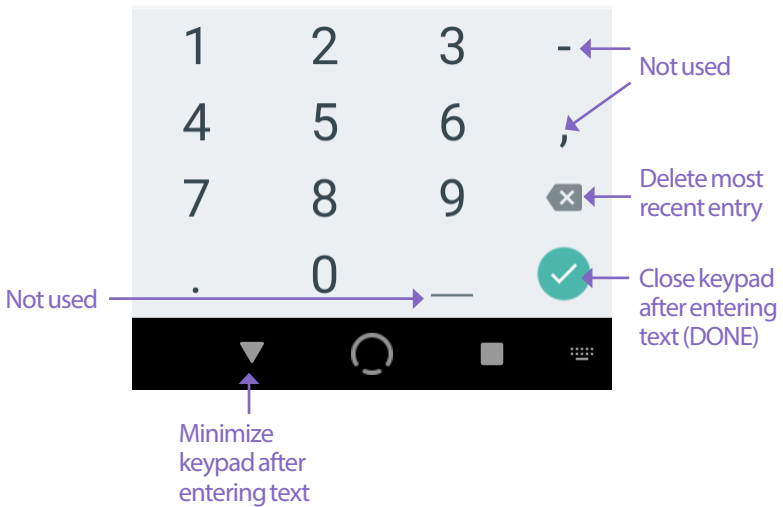 1 2 3 -
Not used
4 5 6 ,
7 8 9
Delete most
recent entry
. 0 _
Not used
Close keypad
after entering
text (DONE)
Minimize
keypad after
entering text